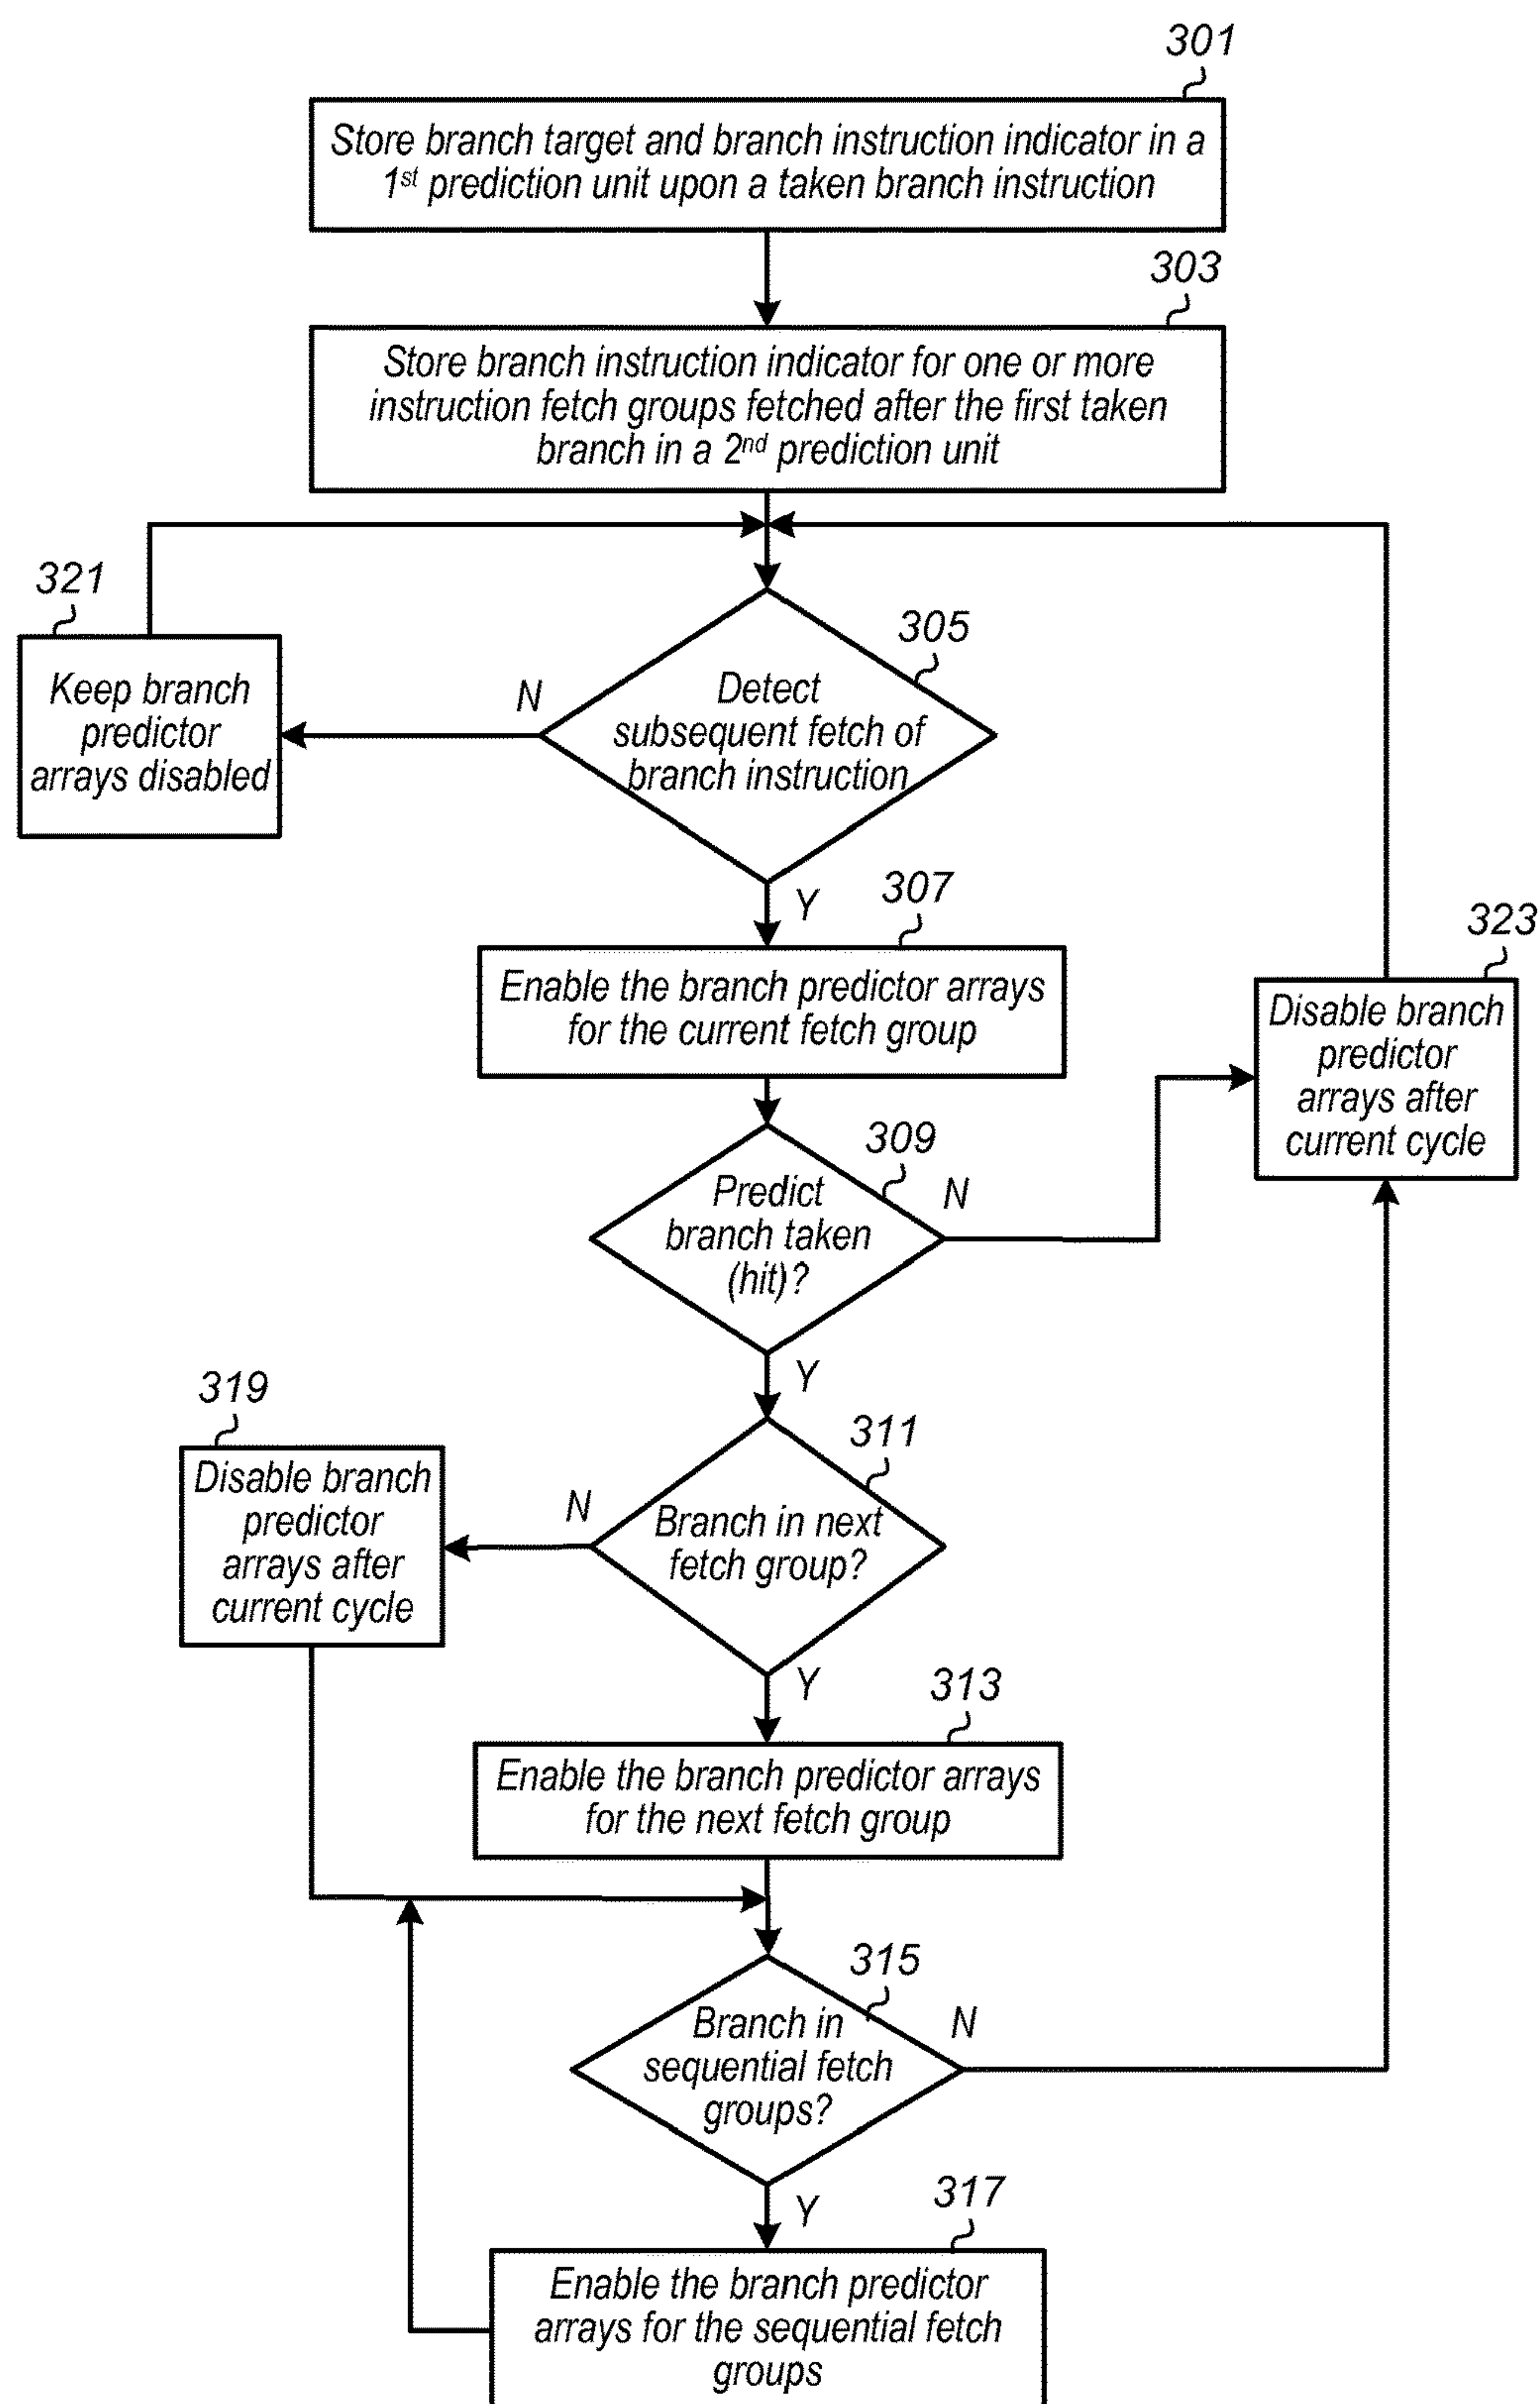 301
Store branch target and branch instruction indicator in a
1st prediction unit upon a taken branch instruction
303
Store branch instruction indicator for one or more
instruction fetch groups fetched after the first taken
branch in a 2nd prediction unit
321
Keep branch
predictor
arrays disabled
N
305
Detect
subsequent fetch of
branch instruction
Y
307
Enable the branch predictor arrays
for the current fetch group
323
Disable branch
predictor
arrays after
current cycle
309
Predict
branch taken
(hit)?
N
Y
319
Disable branch
predictor
arrays after
current cycle
N
311
Branch in next
fetch group?
Y
313
Enable the branch predictor arrays
for the next fetch group
315
Branch in
sequential fetch
groups?
N
Y
317
Enable the branch predictor
arrays for the sequential fetch
groups